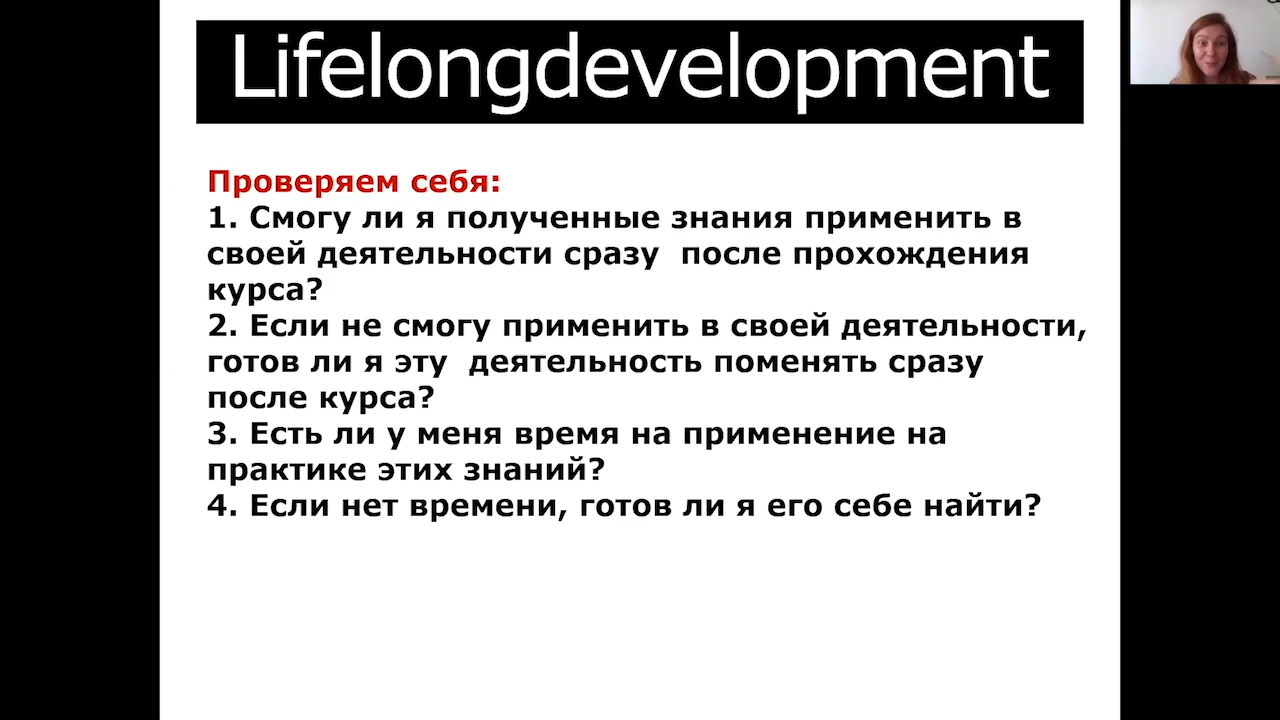 Lifelongdevelopment
Проверяем себя:
1. Смогу ли я полученные знания применить в
своей деятельности сразу  после прохождения
курса?
2. Если не смогу применить в своей деятельности,
готов ли я эту  деятельность поменять сразу
после курса?
3. Есть ли у меня время на применение на
практике этих знаний?
4. Если нет времени, готов ли я его себе найти?